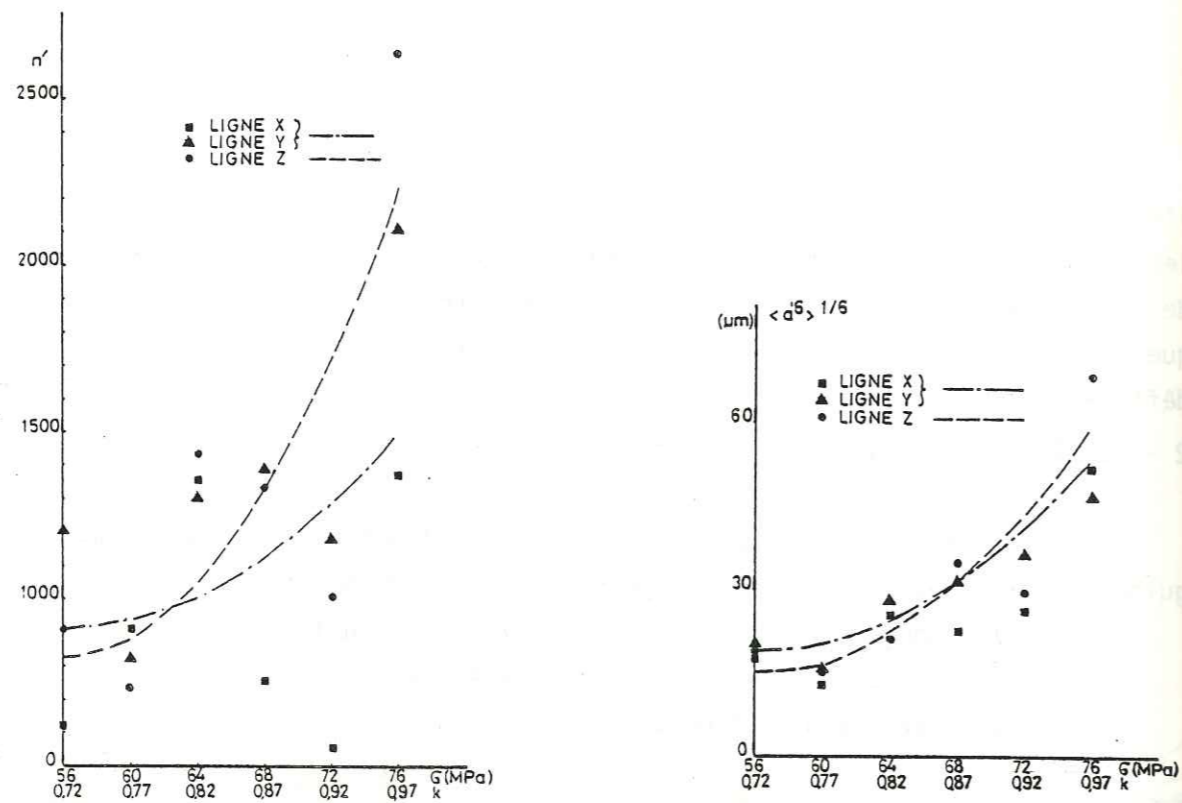 n′
2500
■ LIGNE X
▲ LIGNE Y
● LIGNE Z
2000
1500
1000
500
0
56 60 64 68 72 76 σ(MPa)
0,72 0,77 0,82 0,87 0,92 0,97 k
(μm) <a'6> 1/6
■ LIGNE X
▲ LIGNE Y
● LIGNE Z
60
30
0
56 60 64 68 72 76 σ(MPa)
0,72 0,77 0,82 0,87 0,92 0,97 k